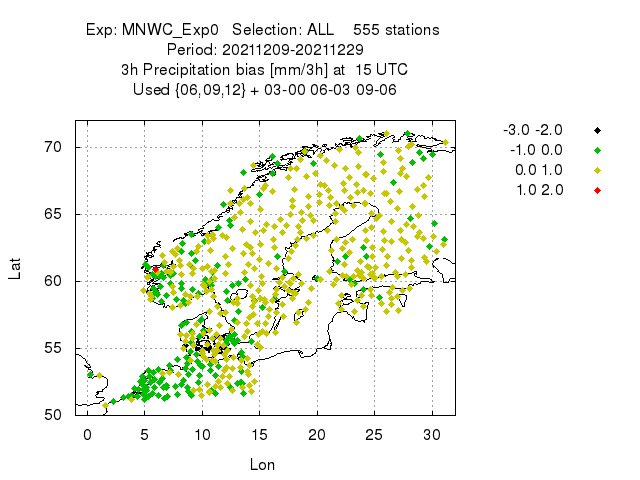 Exp: MNWC_Exp0 Selection: ALL 555 stations
Period: 20211209-20211229
3h Precipitation bias [mm/3h] at 15 UTC
Used {06,09,12} + 03-00 06-03 09-06
-3.0 -2.0
-1.0 0.0
0.0 1.0
1.0 2.0
70
65
60
55
50
Lat
0 5 10 15 20 25 30
Lon